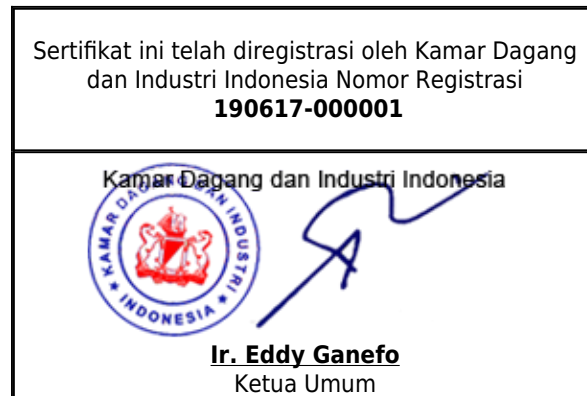 Sertifikat ini telah diregistrasi oleh Kamar Dagang
dan Industri Indonesia Nomor Registrasi
190617-000001
Kamar Dagang dan Industri Indonesia
KAMAR DAGANG DAN INDUSTRI
INDONESIA
Ir. Eddy Ganefo
Ketua Umum